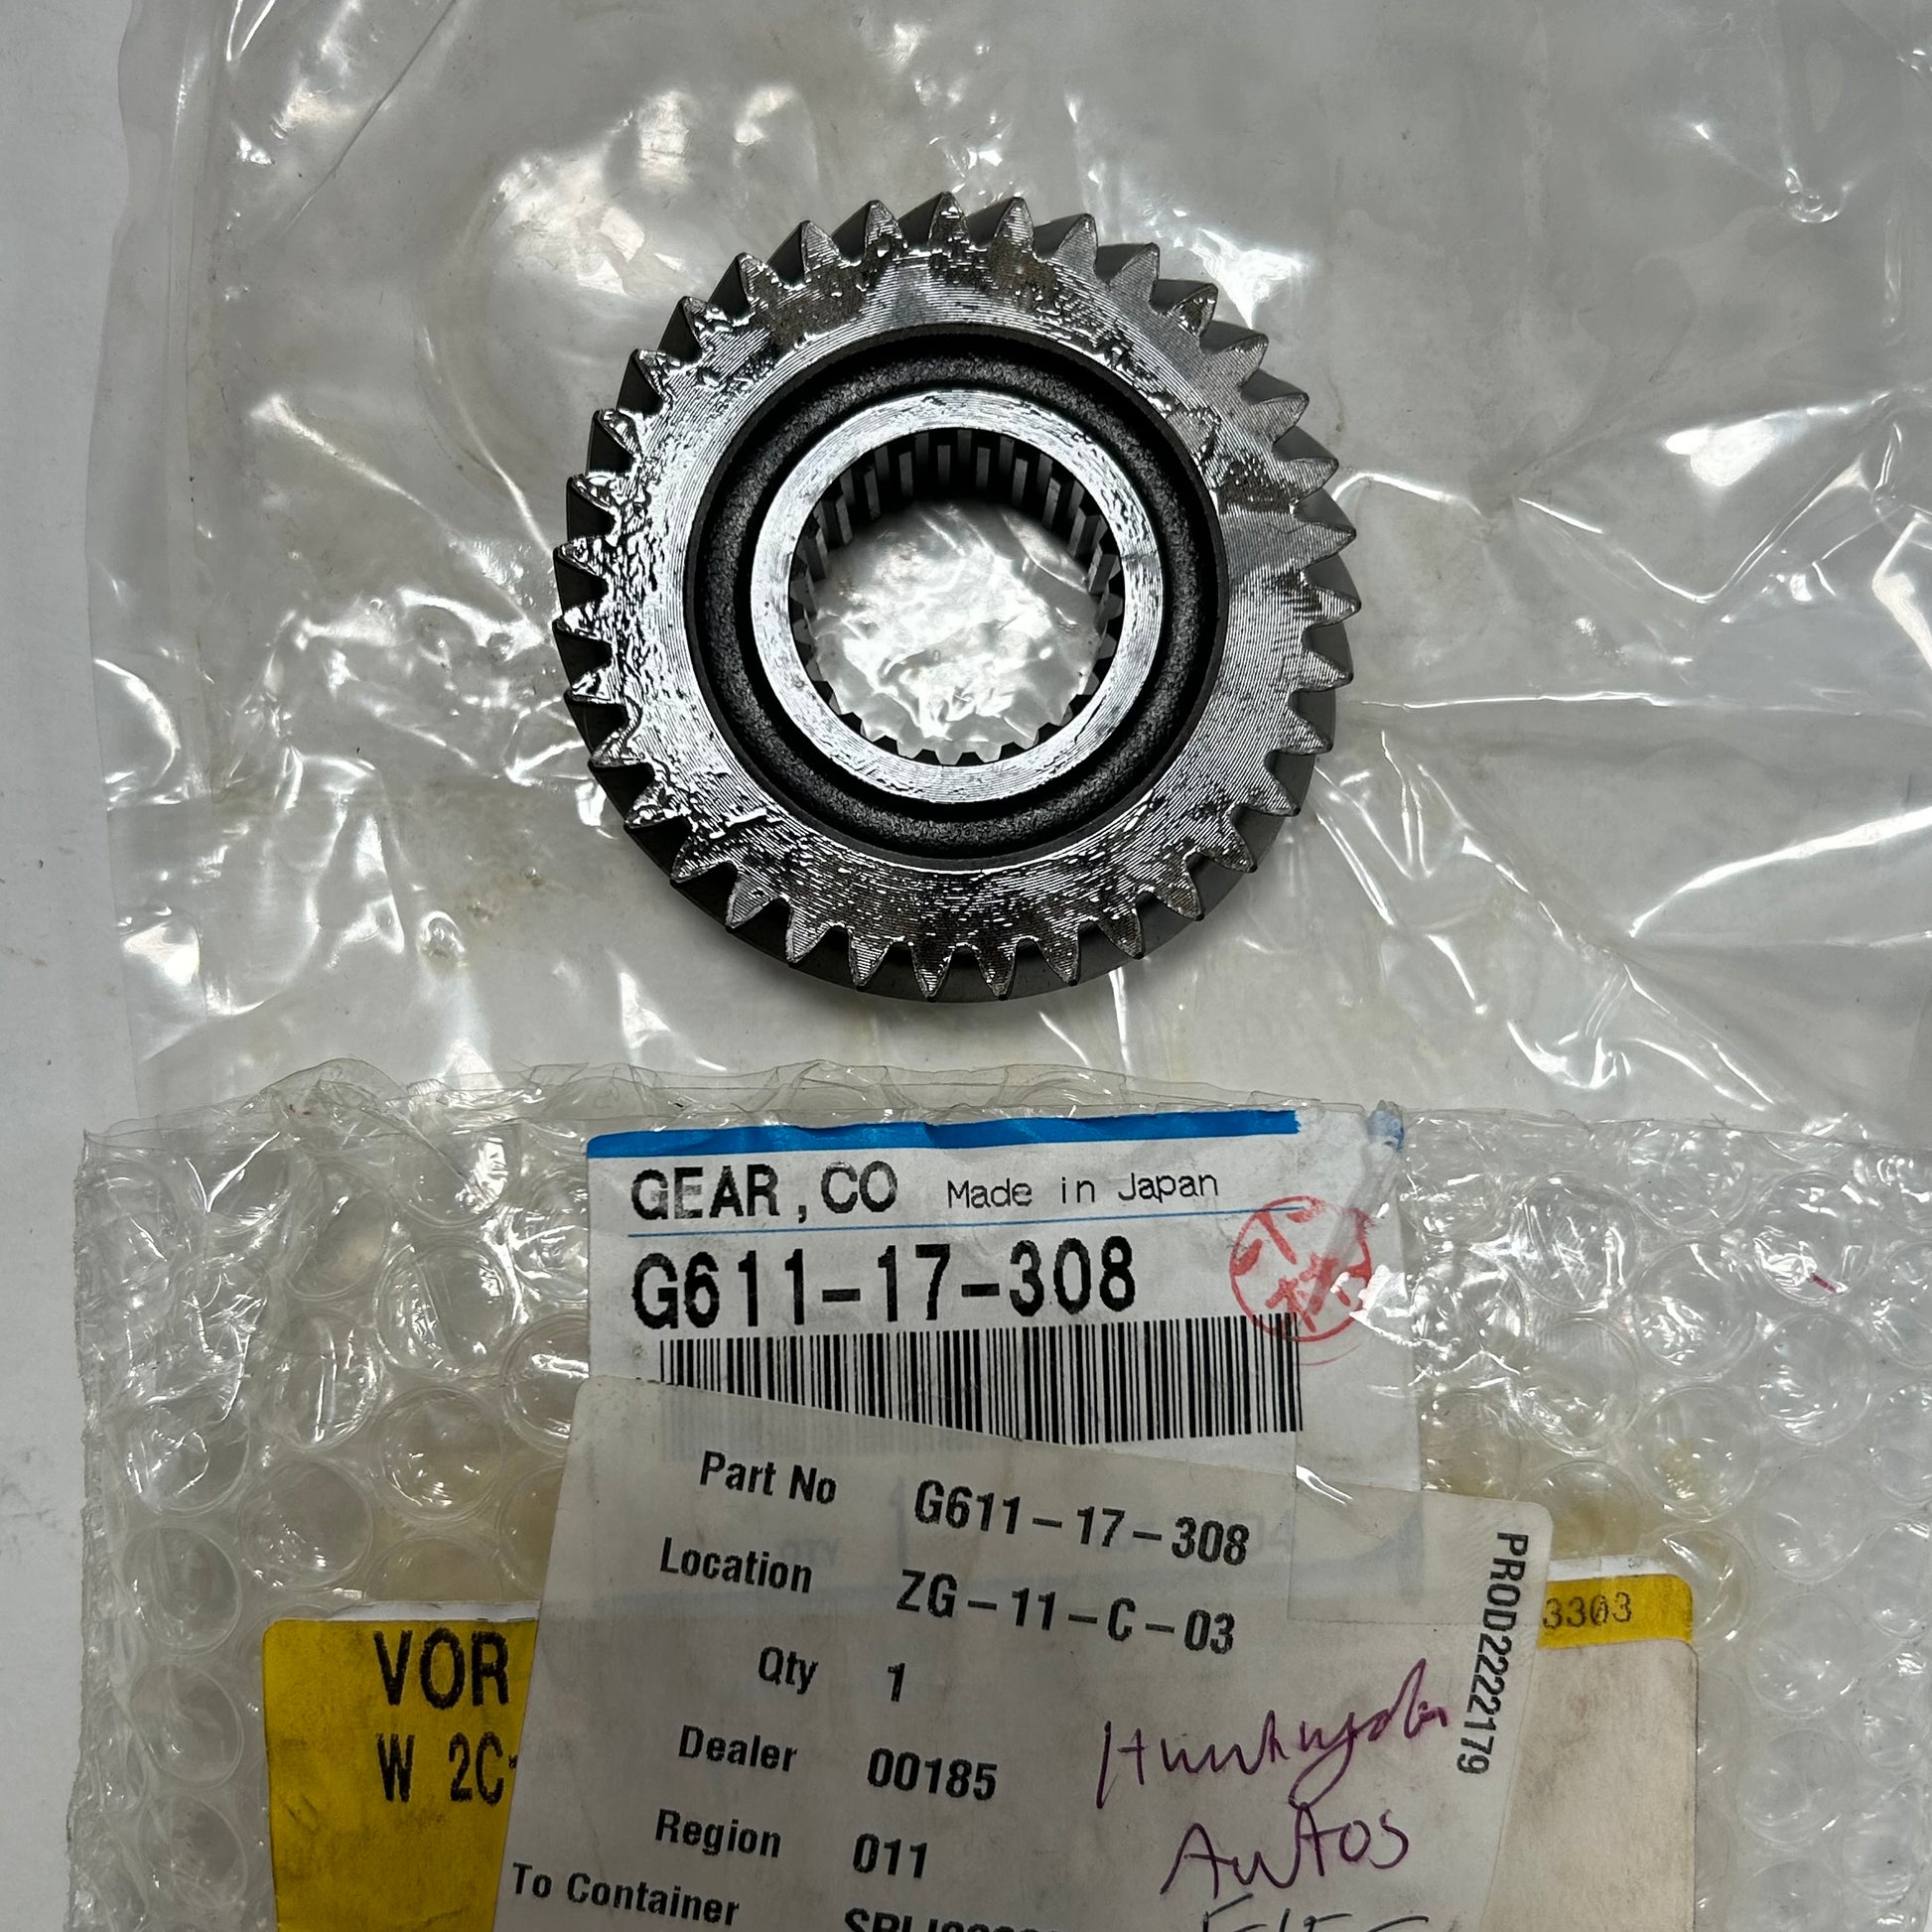 GEAR,CO Made in Japan
G611-17-308
Part No G611-17-308
Location ZG-11-C-03
Qty 1
Dealer 00185
Region 011
To Container
PROD2222179
3303
VOR
W 2C
Autos